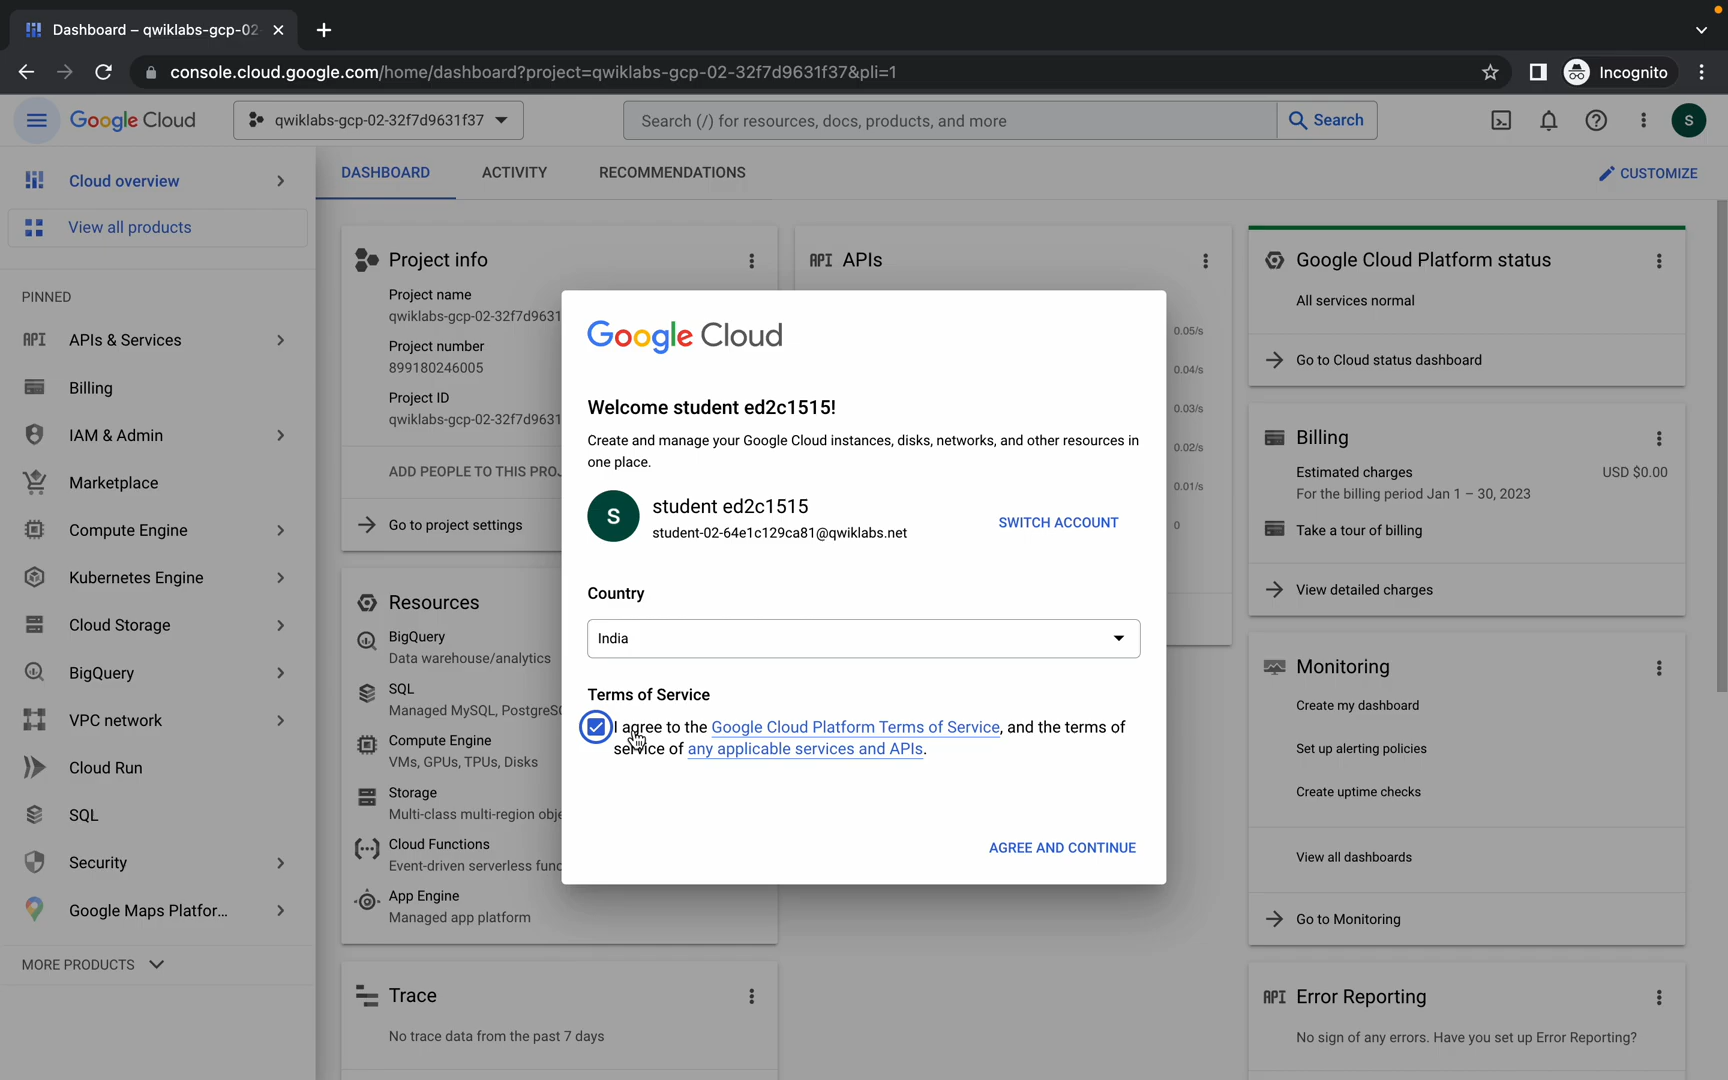 Dashboard – qwiklabs-gcp-02
console.cloud.google.com/home/dashboard?project=qwiklabs-gcp-02-32f7d9631f37&pli=1
Incognito
Google Cloud
qwiklabs-gcp-02-32f7d9631f37
Search (/) for resources, docs, products, and more
Search
S
Cloud overview
View all products
PINNED
API APIs & Services
Billing
IAM & Admin
Marketplace
Compute Engine
Kubernetes Engine
Cloud Storage
BigQuery
VPC network
Cloud Run
SQL
Security
Google Maps Platfor...
MORE PRODUCTS
DASHBOARD
ACTIVITY
RECOMMENDATIONS
CUSTOMIZE
Project info
Project name
qwiklabs-gcp-02-32f7d9631
Project number
899180246005
Project ID
qwiklabs-gcp-02-32f7d9631
ADD PEOPLE TO THIS PROJ
Go to project settings
Resources
BigQuery
Data warehouse/analytics
SQL
Managed MySQL, PostgreS
Compute Engine
VMs, GPUs, TPUs, Disks
Storage
Multi-class multi-region obje
Cloud Functions
Event-driven serverless func
App Engine
Managed app platform
Trace
No trace data from the past 7 days
API APIs
0.05/s
0.04/s
0.03/s
0.02/s
0.01/s
0
Google Cloud
Welcome student ed2c1515!
Create and manage your Google Cloud instances, disks, networks, and other resources in
one place.
S
student ed2c1515
student-02-64e1c129ca81@qwiklabs.net
SWITCH ACCOUNT
Country
India
Terms of Service
I agree to the Google Cloud Platform Terms of Service, and the terms of
service of any applicable services and APIs.
AGREE AND CONTINUE
Google Cloud Platform status
All services normal
Go to Cloud status dashboard
Billing
Estimated charges
USD $0.00
For the billing period Jan 1 – 30, 2023
Take a tour of billing
View detailed charges
Monitoring
Create my dashboard
Set up alerting policies
Create uptime checks
View all dashboards
Go to Monitoring
API Error Reporting
No sign of any errors. Have you set up Error Reporting?